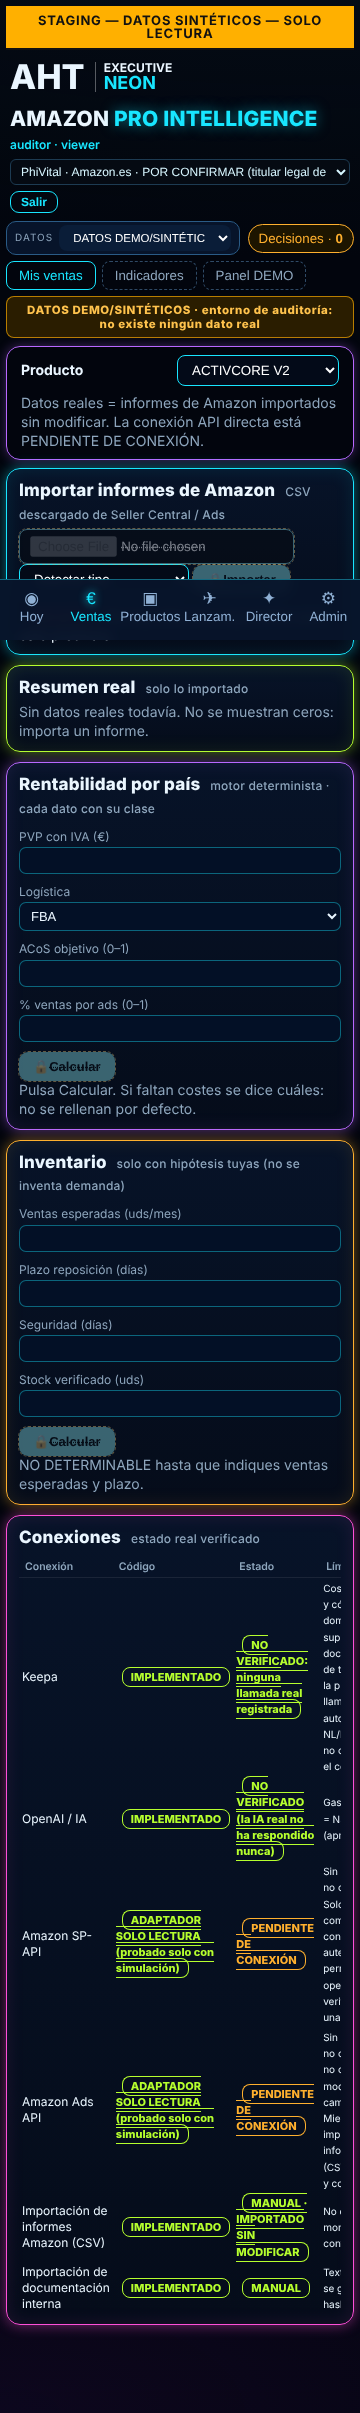 STAGING — DATOS SINTÉTICOS — SOLO
LECTURA
AHT EXECUTIVE
NEON
AMAZON PRO INTELLIGENCE
auditor · viewer
PhiVital · Amazon.es · POR CONFIRMAR (titular legal de
Salir
DATOS DATOS DEMO/SINTÉTIC
Decisiones · 0
Mis ventas
Indicadores
Panel DEMO
DATOS DEMO/SINTÉTICOS · entorno de auditoría:
no existe ningún dato real
Producto ACTIVCORE V2
Datos reales = informes de Amazon importados
sin modificar. La conexión API directa está
PENDIENTE DE CONEXIÓN.
Importar informes de Amazon CSV
descargado de Seller Central / Ads
Choose File No file chosen
◉ Hoy
€ Ventas
▣ Productos
✈ Lanzam.
✦ Director
⚙ Admin
Resumen real solo lo importado
Sin datos reales todavía. No se muestran ceros:
importa un informe.
Rentabilidad por país motor determinista ·
cada dato con su clase
PVP con IVA (€)
Logística
FBA
ACoS objetivo (0–1)
% ventas por ads (0–1)
🔒 Calcular
Pulsa Calcular. Si faltan costes se dice cuáles:
no se rellenan por defecto.
Inventario solo con hipótesis tuyas (no se
inventa demanda)
Ventas esperadas (uds/mes)
Plazo reposición (días)
Seguridad (días)
Stock verificado (uds)
🔒 Calcular
NO DETERMINABLE hasta que indiques ventas
esperadas y plazo.
Conexiones estado real verificado
Conexión Código Estado
Keepa
IMPLEMENTADO
NO
VERIFICADO:
ninguna
llamada real
registrada
OpenAI / IA
IMPLEMENTADO
NO
VERIFICADO
(la IA real no
ha respondido
nunca)
Amazon SP-
API
ADAPTADOR
SOLO LECTURA
(probado solo con
simulación)
PENDIENTE
DE
CONEXIÓN
Amazon Ads
API
ADAPTADOR
SOLO LECTURA
(probado solo con
simulación)
PENDIENTE
DE
CONEXIÓN
Importación de
informes
Amazon (CSV)
IMPLEMENTADO
MANUAL ·
IMPORTADO
SIN
MODIFICAR
Importación de
documentación
interna
IMPLEMENTADO
MANUAL